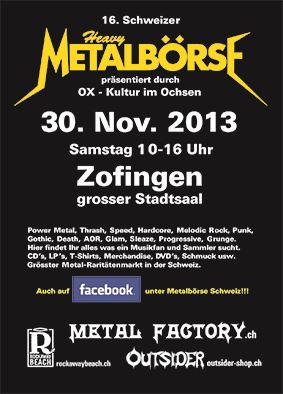 16. Schweizer
Heavy
METALBÖRSE
präsentiert durch
OX - Kultur im Ochsen
30. Nov. 2013
Samstag 10-16 Uhr
Zofingen
grosser Stadtsaal
Power Metal, Thrash, Speed, Hardcore, Melodic Rock, Punk,
Gothic, Death, AOR, Glam, Sleaze, Progressive, Grunge.
Hier findet Ihr alles was ein Musikfan und Sammler sucht.
CD's, LP's, T-Shirts, Merchandise, DVD's, Schmuck usw.
Grösster Metal-Raritätenmarkt in der Schweiz.
Auch auf facebook unter Metalbörse Schweiz!!!
R
ROCKAWAY
BEACH
rockawaybeach.ch
METAL FACTORY.ch
OUTSIDER outsider-shop.ch